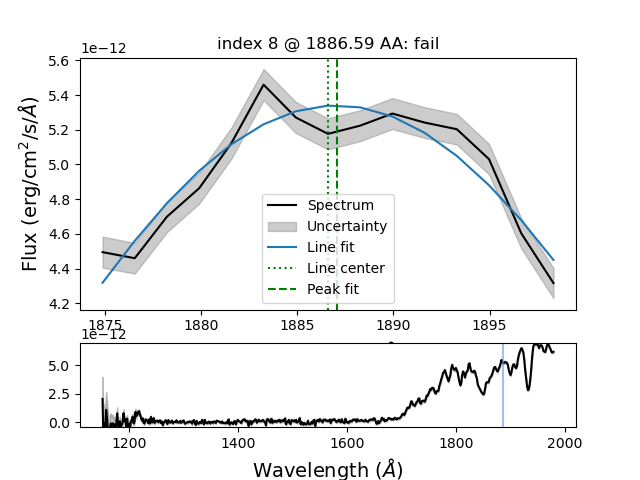 index 8 @ 1886.59 AA: fail
1e−12
5.6
5.4
5.2
5.0
4.8
4.6
4.4
4.2
Flux (erg/cm²/s/Å)
Spectrum
Uncertainty
Line fit
Line center
Peak fit
1875 1880 1885 1890 1895
1e−12
5.0
2.5
0.0
1200 1400 1600 1800 2000
Wavelength (Å)